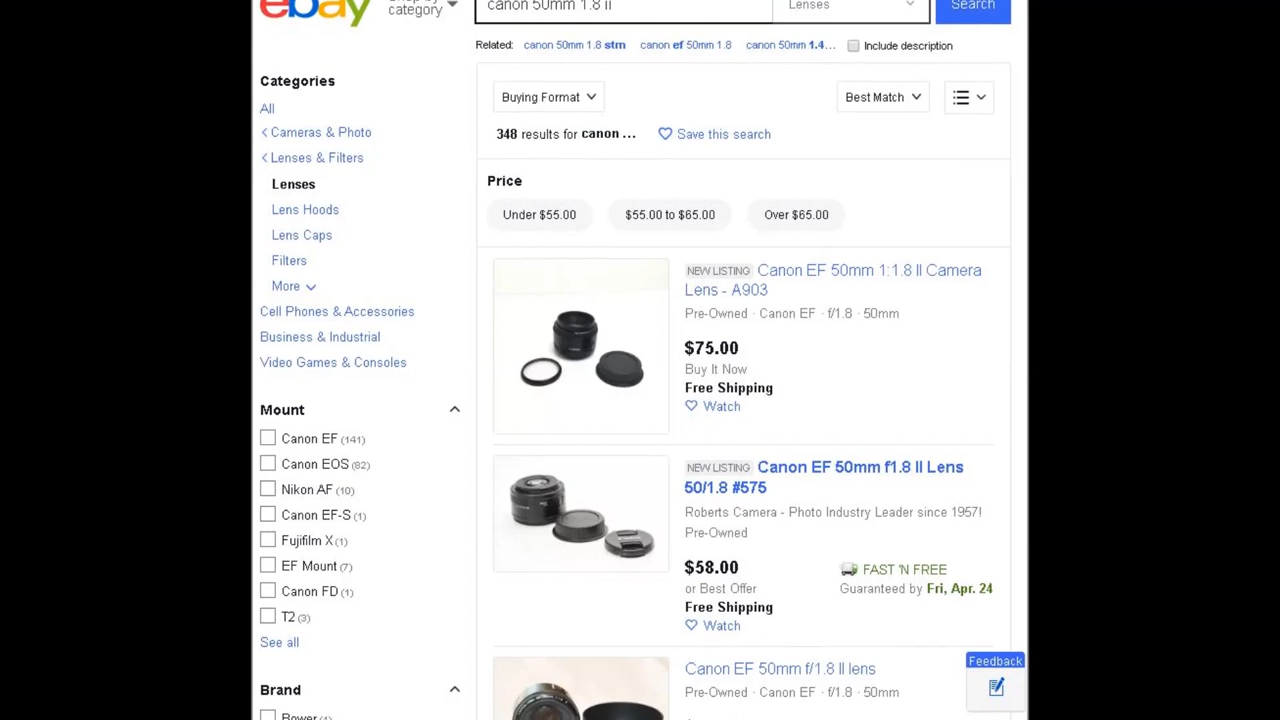 ebay
Shop by
category
canon 50mm 1.8 ii
Lenses
Search
Related: canon 50mm 1.8 stm canon ef 50mm 1.8 canon 50mm 1.4... Include description
Categories
All
Cameras & Photo
Lenses & Filters
Lenses
Lens Hoods
Lens Caps
Filters
More
Cell Phones & Accessories
Business & Industrial
Video Games & Consoles
Mount
Canon EF (141)
Canon EOS (82)
Nikon AF (10)
Canon EF-S (1)
Fujifilm X (1)
EF Mount (7)
Canon FD (1)
T2 (3)
See all
Brand
Bower (4)
Buying Format
Best Match
348 results for canon ...
Save this search
Price
Under $55.00
$55.00 to $65.00
Over $65.00
NEW LISTING Canon EF 50mm 1:1.8 II Camera
Lens - A903
Pre-Owned · Canon EF · f/1.8 · 50mm
$75.00
Buy It Now
Free Shipping
Watch
NEW LISTING Canon EF 50mm f1.8 II Lens
50/1.8 #575
Roberts Camera - Photo Industry Leader since 1957!
Pre-Owned
$58.00
or Best Offer
Free Shipping
Watch
FAST 'N FREE
Guaranteed by Fri, Apr. 24
Canon EF 50mm f/1.8 II lens
Pre-Owned · Canon EF · f/1.8 · 50mm
Feedback